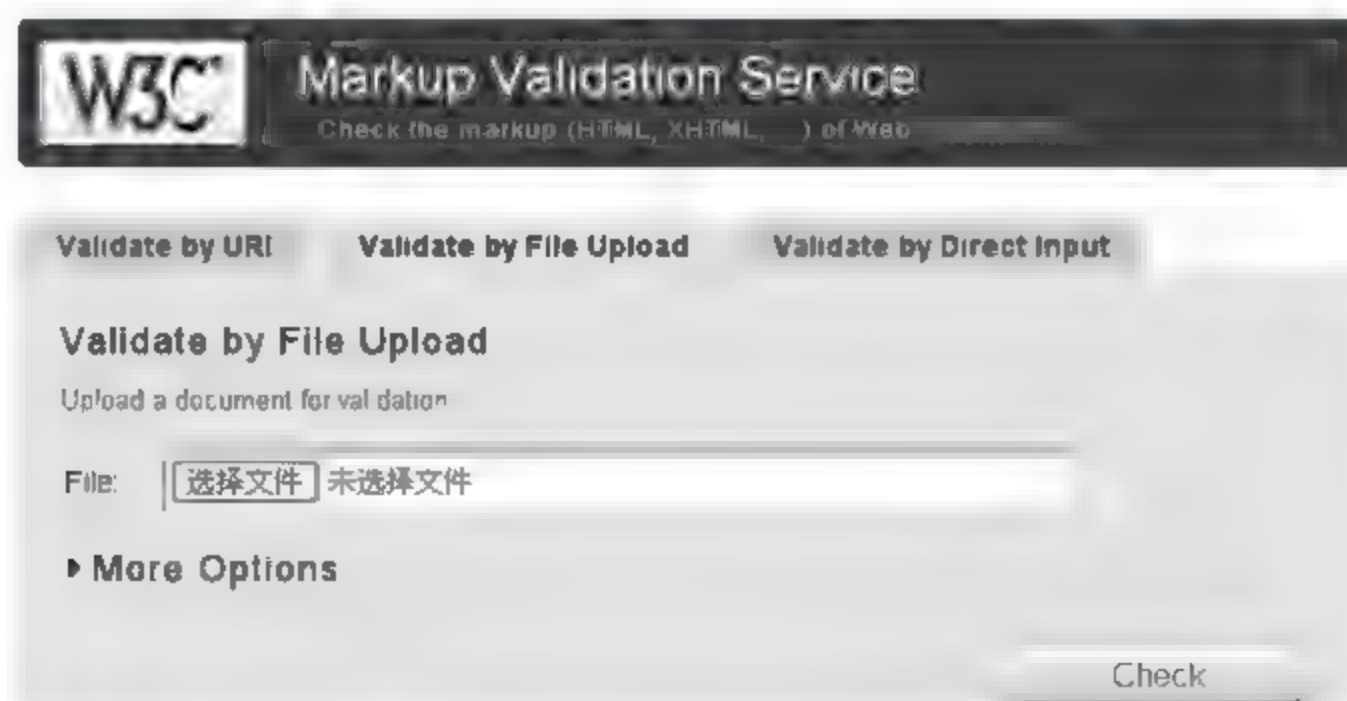 W3C Markup Validation Service
Check the markup (HTML, XHTML, ) of Web
Validate by URI Validate by File Upload Validate by Direct Input
Validate by File Upload
Upload a document for validation
File: 选择文件 未选择文件
More Options
Check